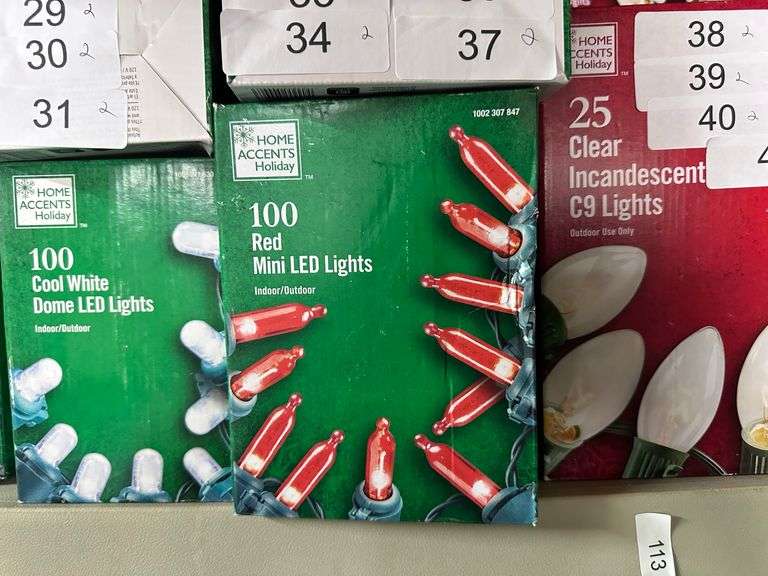 29 2
30 2
31 2
34 2
37 2
38 2
39 2
40 2
HOME
ACCENTS
Holiday
100
Cool White
Dome LED Lights
Indoor/Outdoor
1002 307 847
HOME
ACCENTS
Holiday
TM
100
Red
Mini LED Lights
Indoor/Outdoor
HOME
ACCENTS
Holiday
TM
25
Clear
Incandescent
C9 Lights
Outdoor Use Only
113